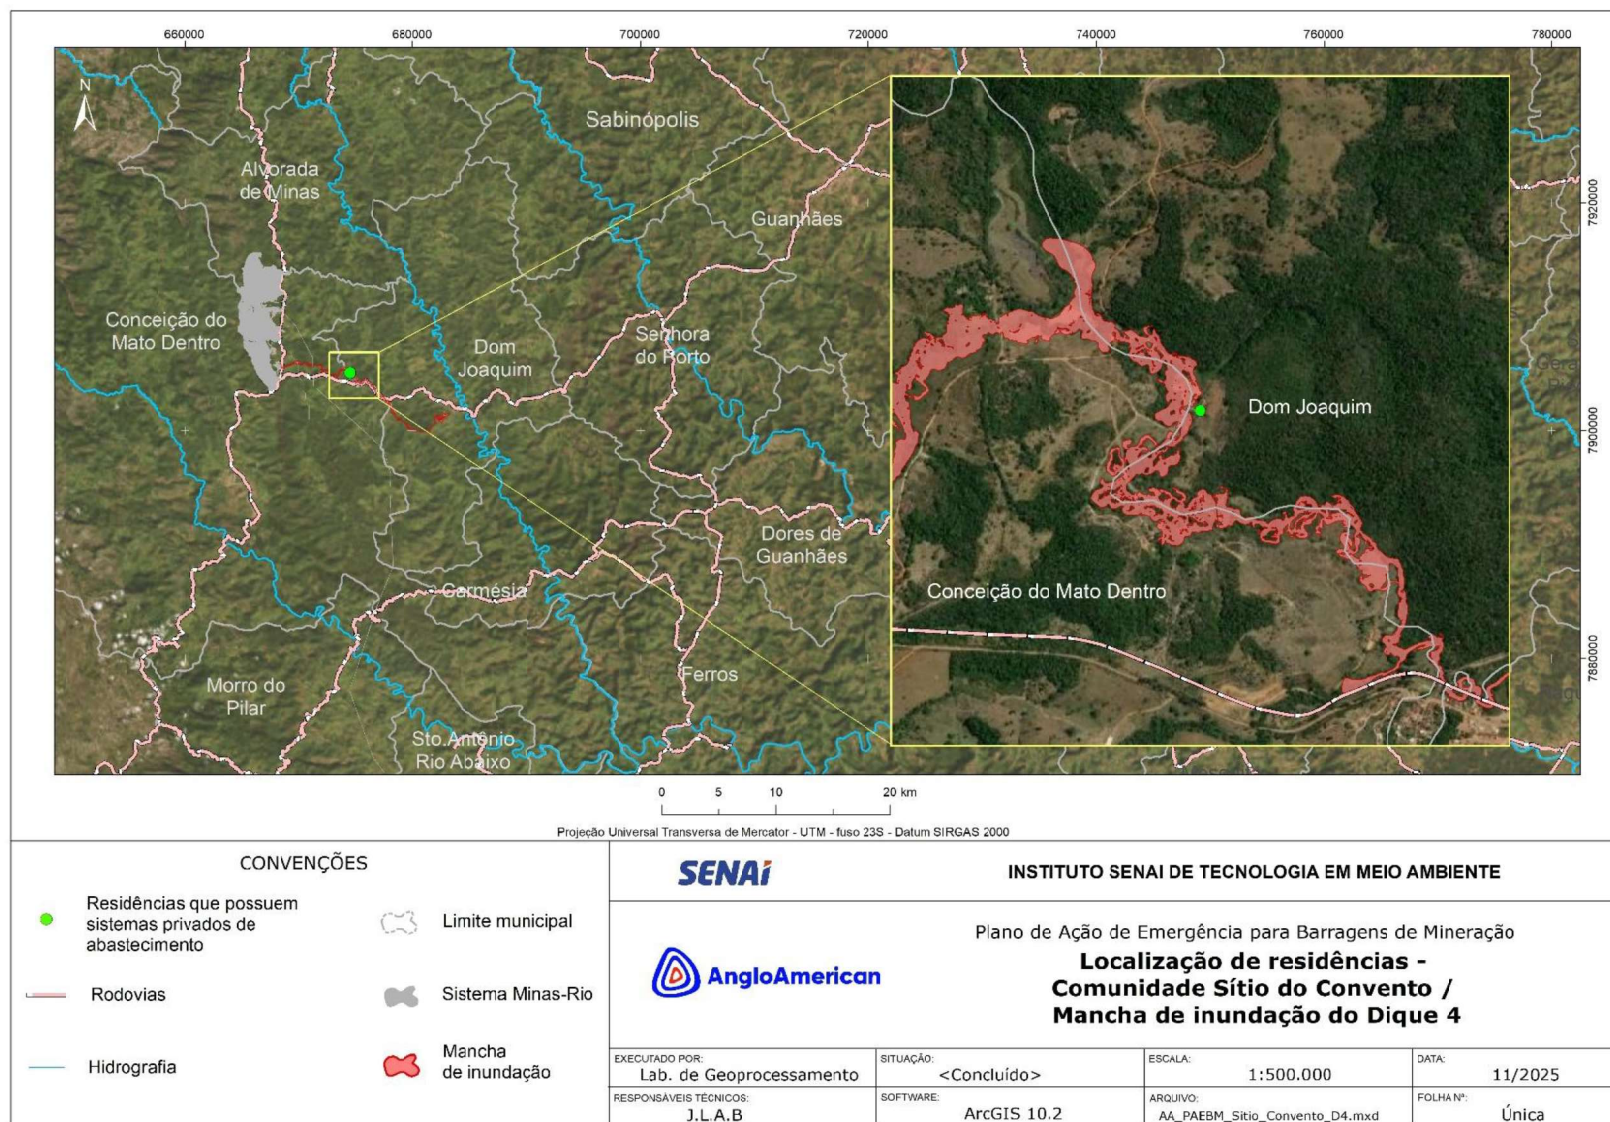 660000
680000
700000
720000
740000
760000
780000
N
Sabinópolis
Alvorada
de Minas
Guanhães
7920000
Conceição do
Mato Dentro
Dom
Joaquim
Senhora
do Porto
Dom Joaquim
7900000
Dores de
Guanhães
Carmésia
Conceição do Mato Dentro
Morro do
Pilar
Ferros
7880000
Sto.Antônio
Rio Abaixo
0 5 10 20 km
Projeção Universal Transversa de Mercator - UTM - fuso 23S - Datum SIRGAS 2000
CONVENÇÕES
Residências que possuem
sistemas privados de
abastecimento
Limite municipal
Rodovias
Sistema Minas-Rio
Hidrografia
Mancha
de inundação
SENAI
INSTITUTO SENAI DE TECNOLOGIA EM MEIO AMBIENTE
AngloAmerican
Plano de Ação de Emergência para Barragens de Mineração
Localização de residências -
Comunidade Sítio do Convento /
Mancha de inundação do Dique 4
EXECUTADO POR:
Lab. de Geoprocessamento
SITUAÇÃO:
<Concluído>
ESCALA:
1:500.000
DATA:
11/2025
RESPONSÁVEIS TÉCNICOS:
J.L.A.B
SOFTWARE:
ArcGIS 10.2
ARQUIVO:
AA_PAEBM_Sitio_Convento_D4.mxd
FOLHA Nº:
Única